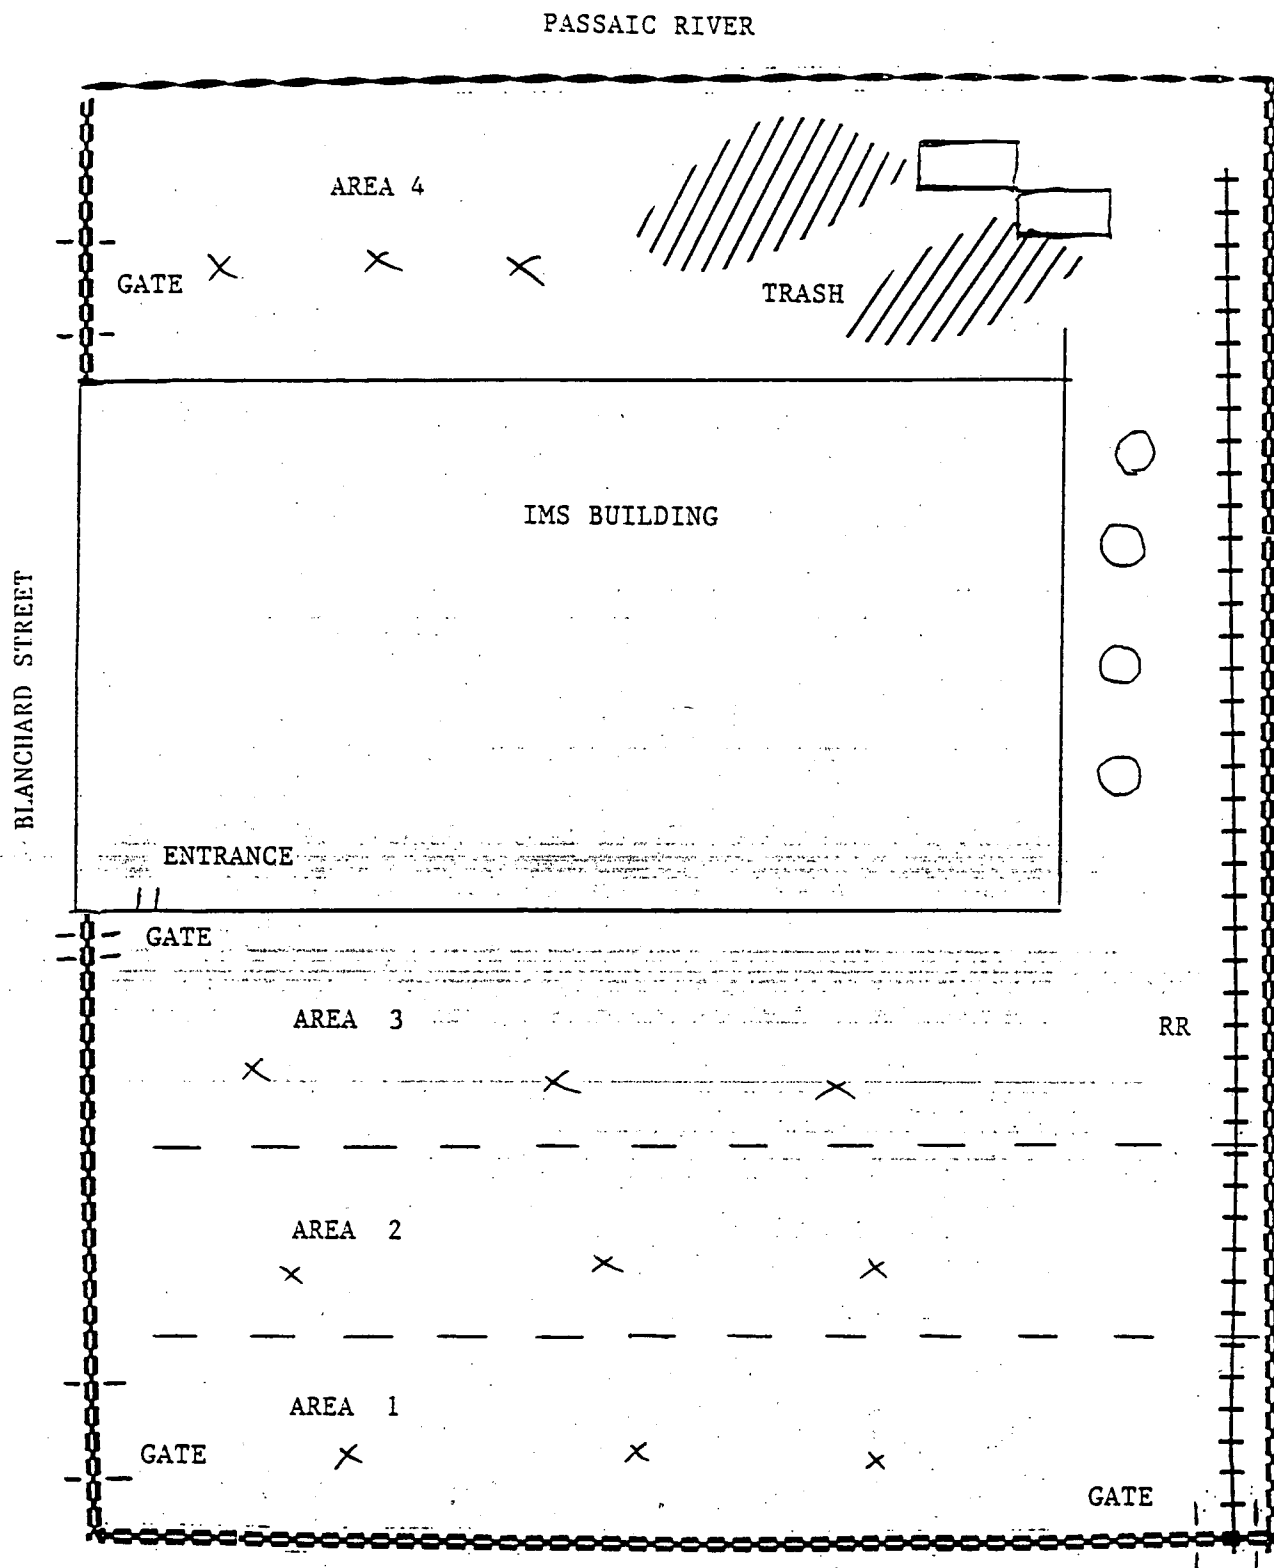 PASSAIC RIVER
AREA 4
GATE
TRASH
IMS BUILDING
BLANCHARD STREET
ENTRANCE
GATE
AREA 3
RR
AREA 2
AREA 1
GATE
GATE